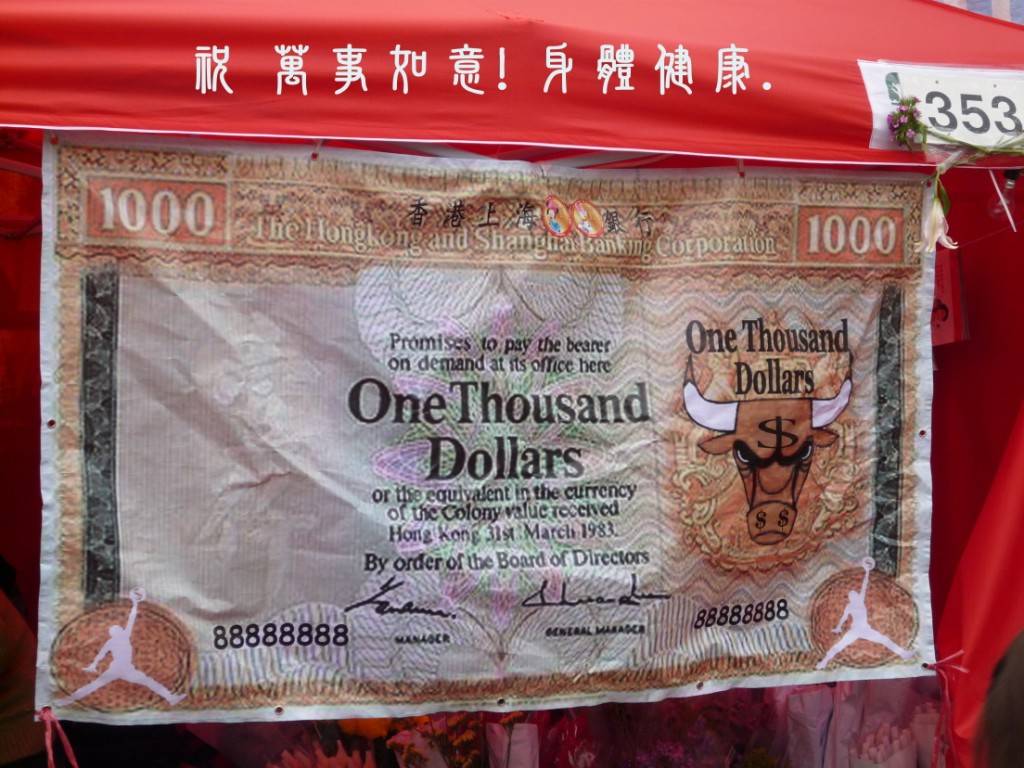 祝 萬事如意! 身體健康.
353
1000
香港上海
銀行
The Hongkong and Shanghai Banking Corporation
1000
Promises to pay the bearer
on demand at its office here
One Thousand
Dollars
or the equivalent in the currency
of the Colony value received
Hong Kong 31st March 1983.
By order of the Board of Directors
MANAGER
GENERAL MANAGER
88888888
88888888
One Thousand
Dollars
$
$ $